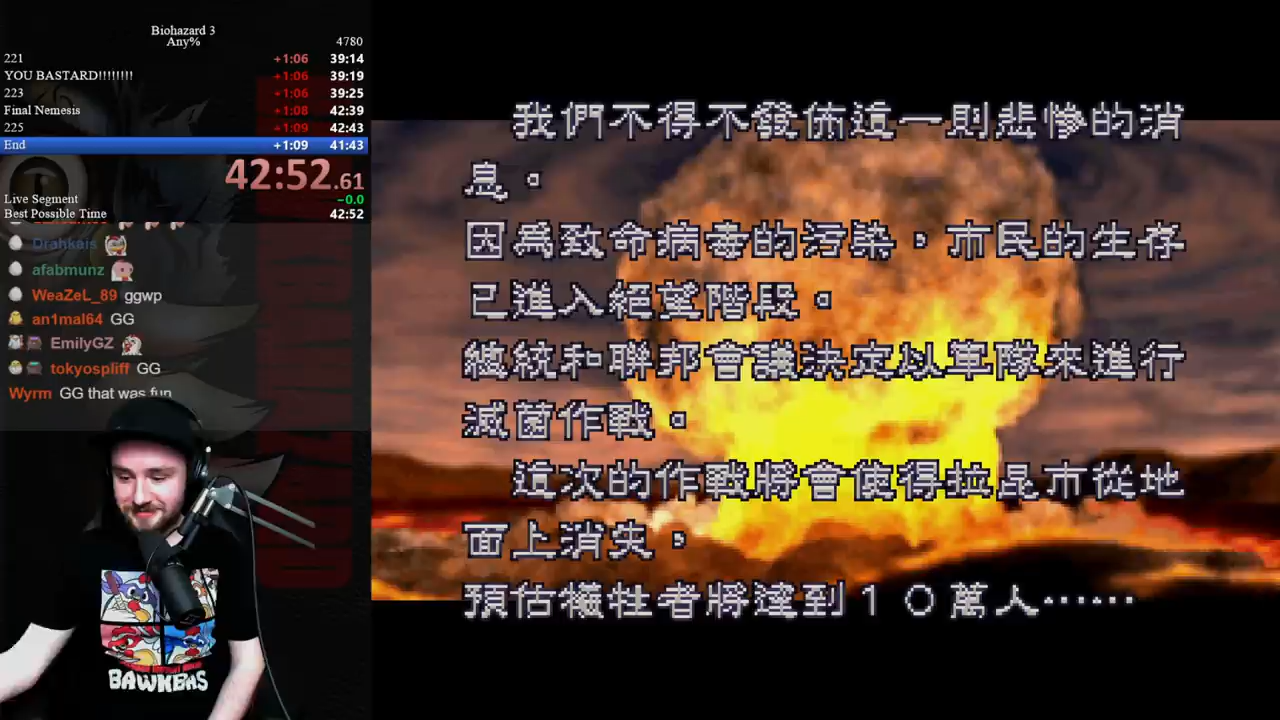 Biohazard 3
Any%
4780
221 +1:06 39:14
YOU BASTARD!!!!!!!! +1:06 39:19
223 +1:06 39:25
Final Nemesis +1:08 42:39
225 +1:09 42:43
End +1:09 41:43
42:52.61
Live Segment −0.0
Best Possible Time 42:52
Drahkais
afabmunz
WeaZeL_89 ggwp
an1mal64 GG
EmilyGZ
tokyospliff GG
Wyrm GG that was fun
BAWKERS
我們不得不發佈這一則悲慘的消
息。
因為致命病毒的污染，市民的生存
已進入絕望階段。
總統和聯邦會議決定以軍隊來進行
滅菌作戰。
這次的作戰將會使得拉昆市從地
面上消失，
預估犧牲者將達到１０萬人……